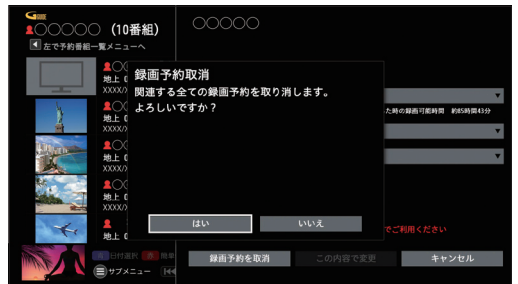 〇〇〇〇〇 (10番組)
左で予約番組一覧メニューへ
〇〇〇〇〇
地上
XXXX/
地上
XXXX/
地上
XXXX/
地上
XXXX/
地上
録画予約取消
関連する全ての録画予約を取り消します。
よろしいですか？
はい
いいえ
た時の録画可能時間 約85時間43分
でご利用ください
日付選択
簡単
サブメニュー
録画予約を取消
この内容で変更
キャンセル